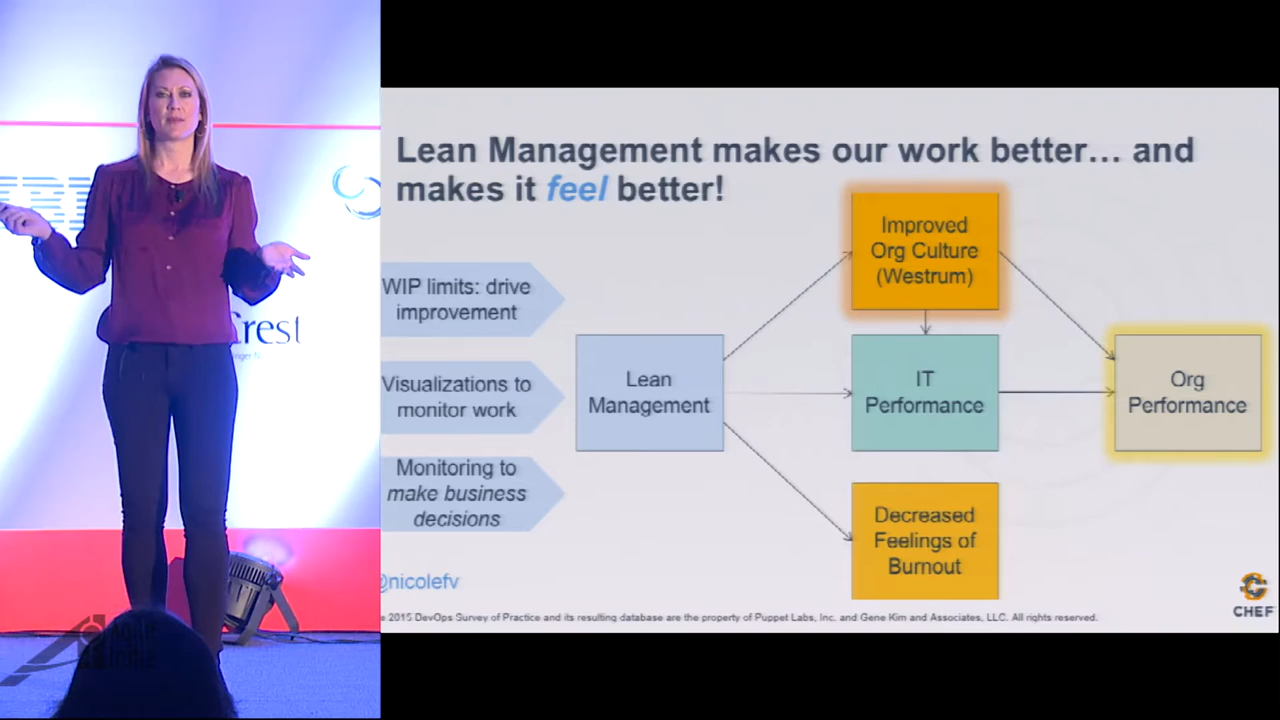 Lean Management makes our work better... and
makes it feel better!
WIP limits: drive
improvement
Visualizations to
monitor work
Monitoring to
make business
decisions
Lean
Management
Improved
Org Culture
(Westrum)
IT
Performance
Decreased
Feelings of
Burnout
Org
Performance
@nicolefv
2015 DevOps Survey of Practice and its resulting database are the property of Puppet Labs, Inc. and Gene Kim and Associates, LLC. All rights reserved.
CHEF
IBM
Crest